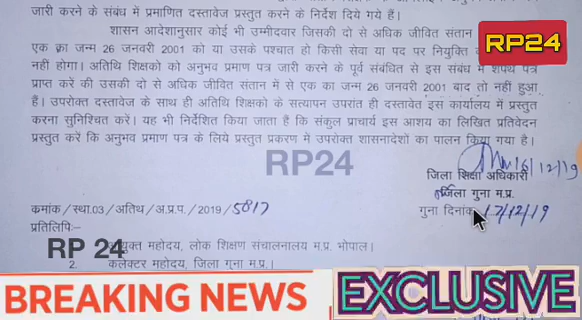 जारी करने के संबंध में प्रमाणित दस्तावेज प्रस्तुत करने के निर्देश दिये गये हैं।
शासन आदेशानुसार कोई भी उम्मीदवार जिसकी दो से अधिक जीवित संतान
एक का जन्म 26 जनवरी 2001 को या उसके पश्चात हो किसी सेवा या पद पर नियुक्ति
नहीं होगा। अतिथि शिक्षको को अनुभव प्रमाण पत्र जारी करने के पूर्व संबंधित से इस संबंध में शपथ पत्र
प्राप्त करें की उसकी दो से अधिक जीवित संतान में से एक का जन्म 26 जनवरी 2001 बाद तो नहीं हुआ
है। उपरोक्त दस्तावेज के साथ ही अतिथि शिक्षको के सत्यापन उपरांत ही दस्तावेज इस कार्यालय में प्रस्तुत
करना सुनिश्चित करें। यह भी निर्देशित किया जाता है कि संकुल प्राचार्य इस आशय का लिखित प्रतिवेदन
प्रस्तुत करें कि अनुभव प्रमाण पत्र के लिये प्रस्तुत प्रकरण में उपरोक्त शासनादेशों का पालन किया गया है।
RP24
RP24
16/12/19
जिला शिक्षा अधिकारी
जिला गुना म.प्र.
क्रमांक/स्था.03/अतिथ/अ.प्र.प./2019/5817
गुना दिनांक 17/12/19
प्रतिलिपिः-
RP 24
आयुक्त महोदय, लोक शिक्षण संचालनालय म.प्र. भोपाल।
2. कलेक्टर महोदय, जिला गुना म.प्र.।
BREAKING NEWS
EXCLUSIVE